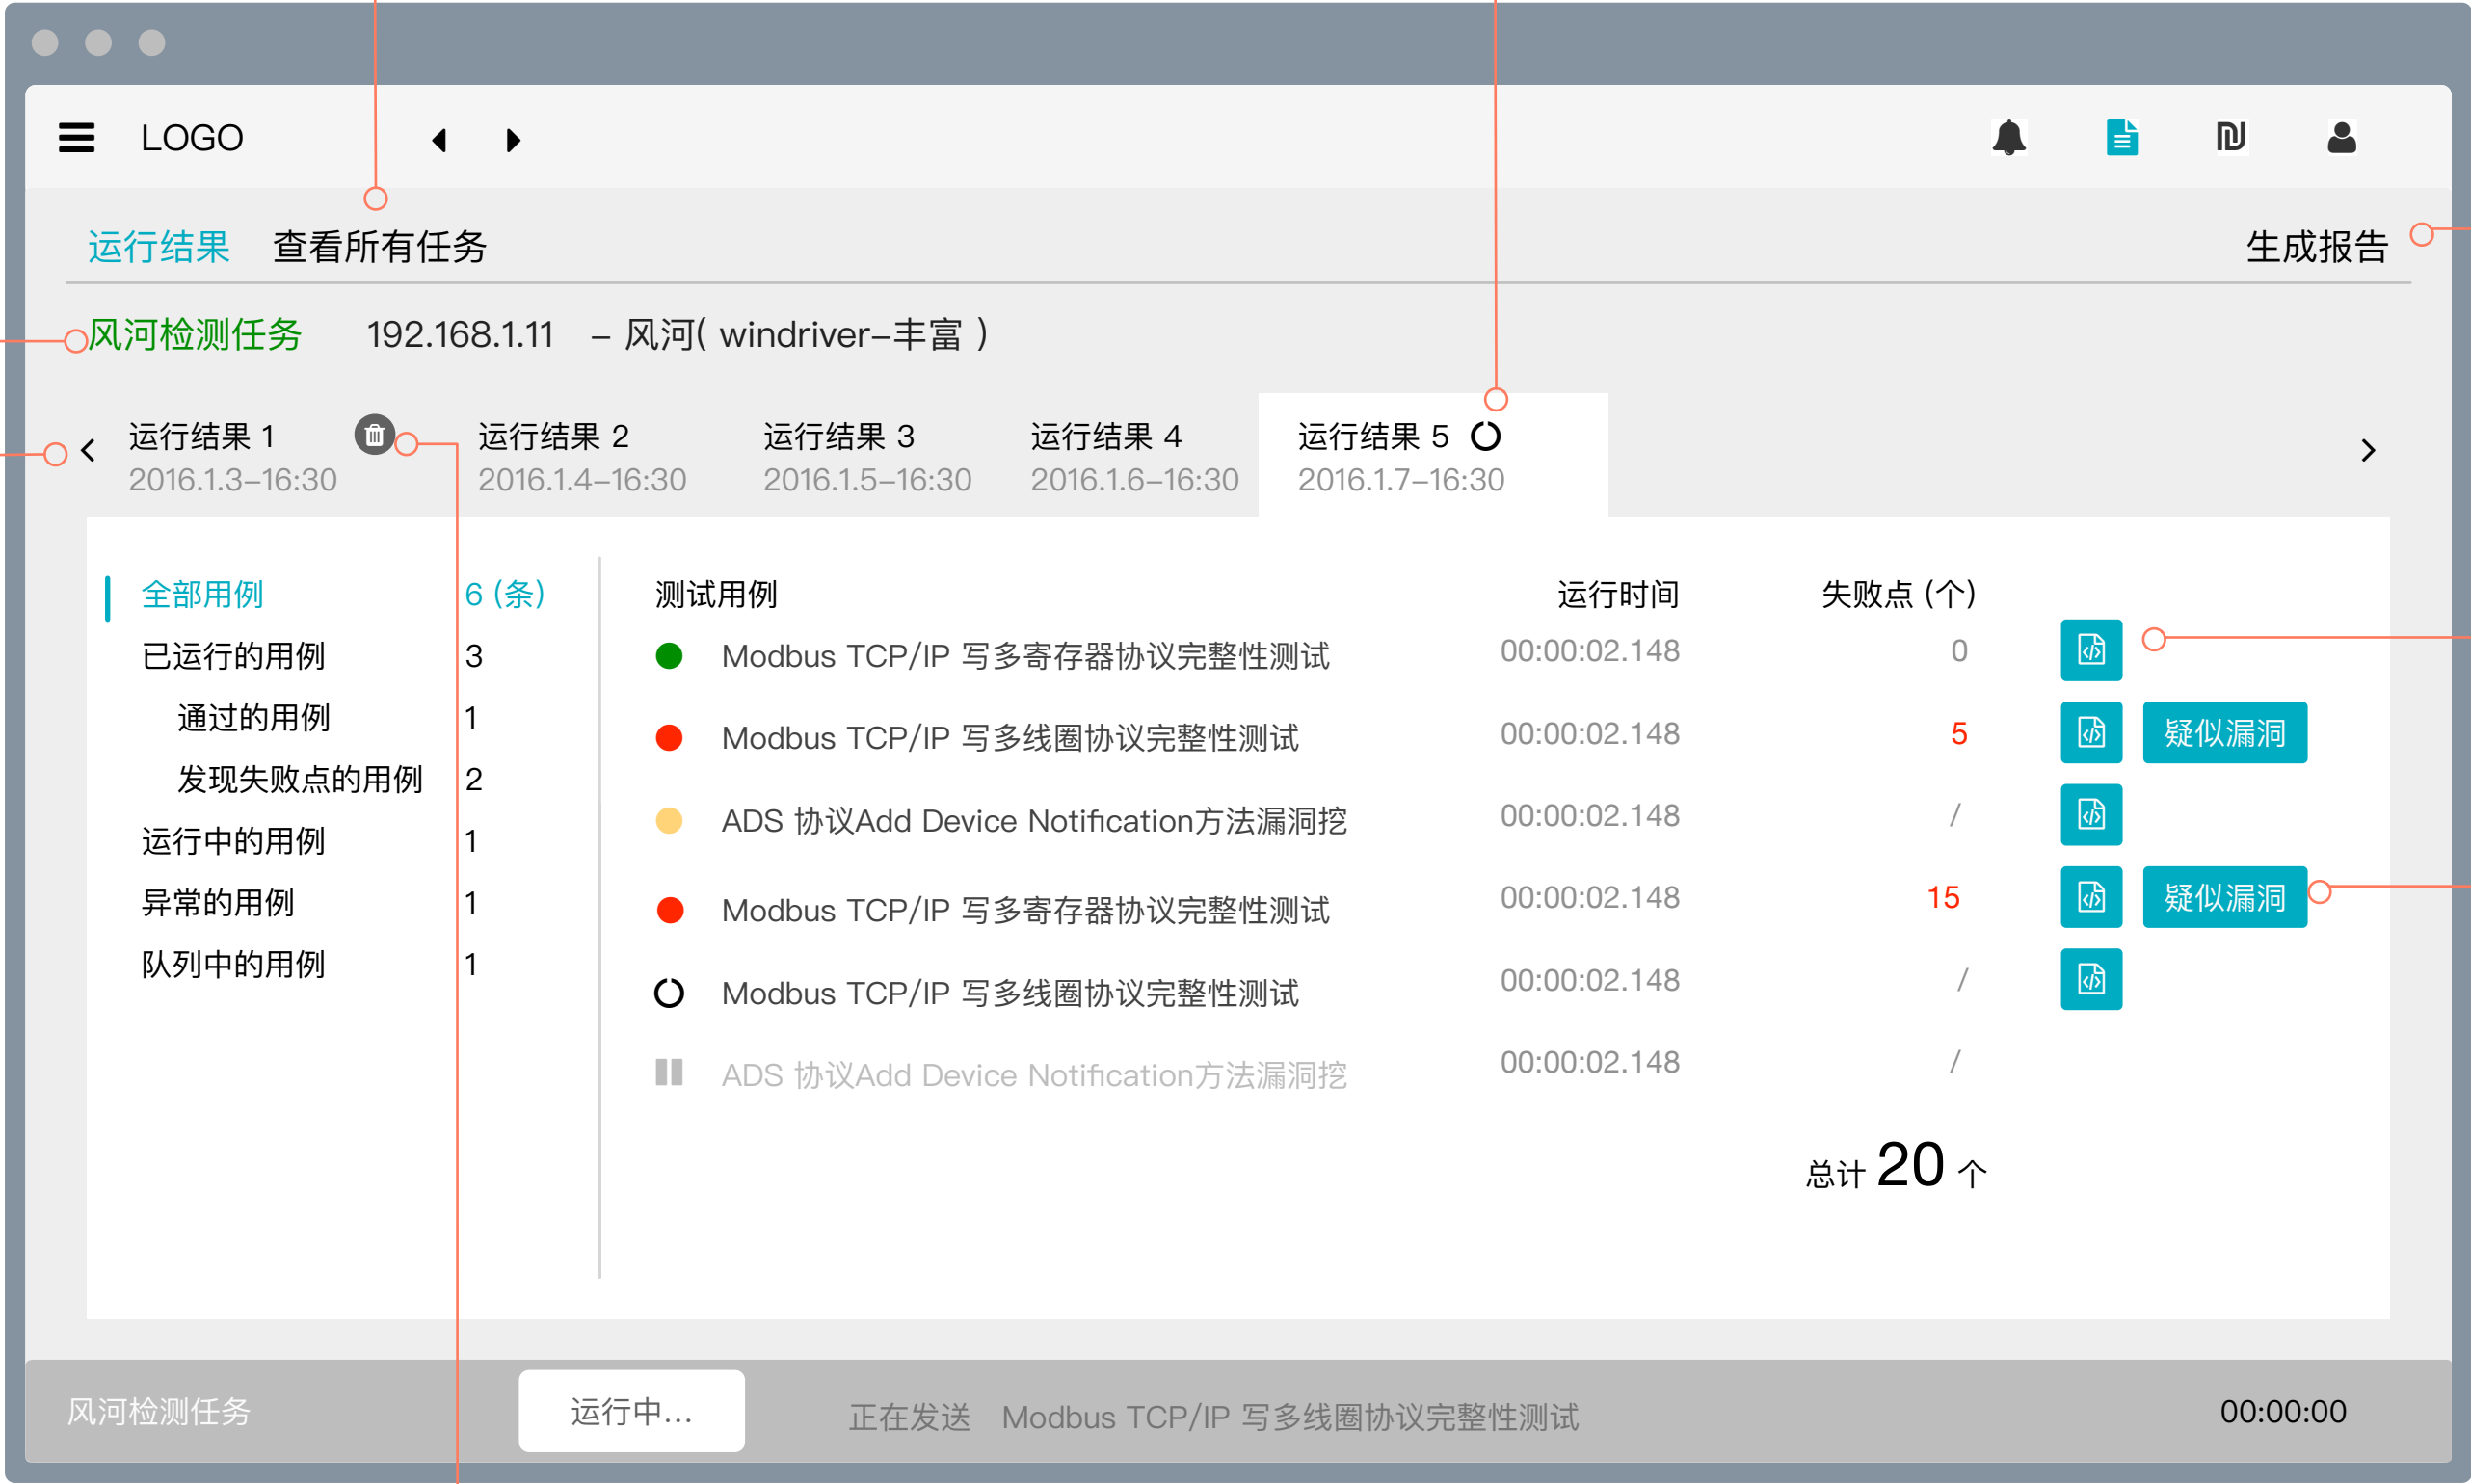 LOGO
运行结果 查看所有任务 生成报告
风河检测任务 192.168.1.11 – 风河( windriver–丰富 )
运行结果 1 运行结果 2 运行结果 3 运行结果 4 运行结果 5
2016.1.3–16:30 2016.1.4–16:30 2016.1.5–16:30 2016.1.6–16:30 2016.1.7–16:30
全部用例 6 (条)
已运行的用例 3
通过的用例 1
发现失败点的用例 2
运行中的用例 1
异常的用例 1
队列中的用例 1
测试用例 运行时间 失败点 (个)
Modbus TCP/IP 写多寄存器协议完整性测试 00:00:02.148 0
Modbus TCP/IP 写多线圈协议完整性测试 00:00:02.148 5 疑似漏洞
ADS 协议Add Device Notification方法漏洞挖 00:00:02.148 /
Modbus TCP/IP 写多寄存器协议完整性测试 00:00:02.148 15 疑似漏洞
Modbus TCP/IP 写多线圈协议完整性测试 00:00:02.148 /
ADS 协议Add Device Notification方法漏洞挖 00:00:02.148 /
总计 20 个
风河检测任务 运行中... 正在发送 Modbus TCP/IP 写多线圈协议完整性测试 00:00:00